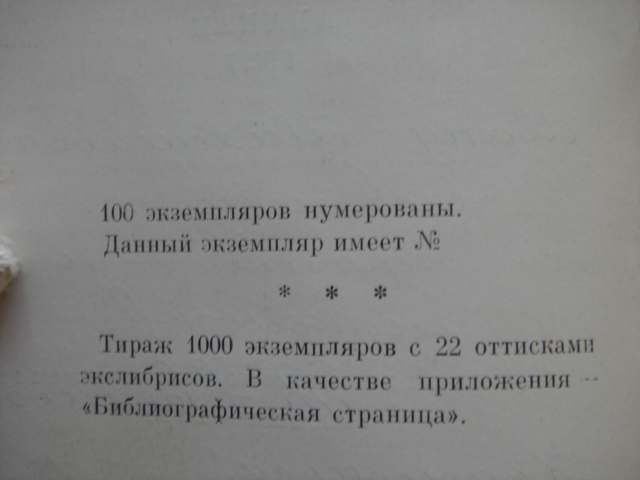 100 экземпляров нумерованы.
Данный экземпляр имеет №
* * *
Тираж 1000 экземпляров с 22 оттисками
экслибрисов. В качестве приложения —
«Библиографическая страница».